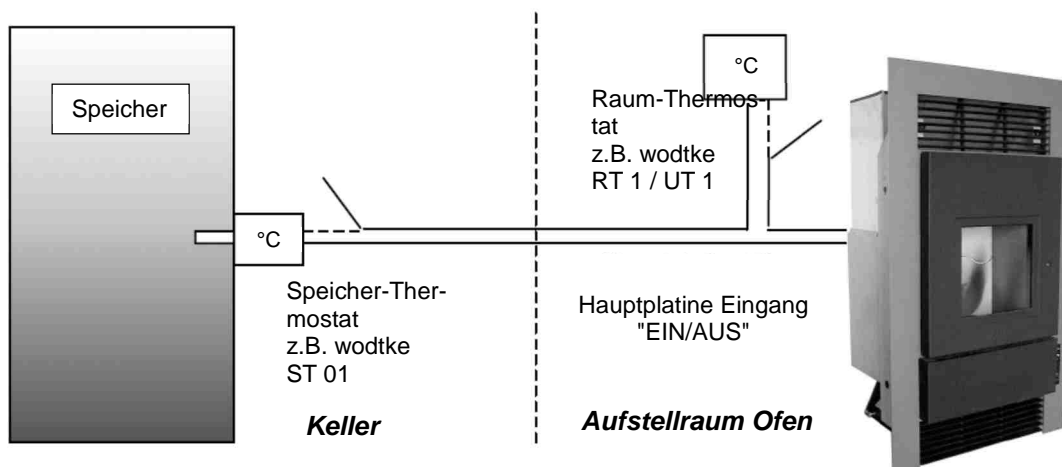 Speicher
°C
Speicher-Ther-
mostat
z.B. wodtke
ST 01
Keller
°C
Raum-Thermos-
tat
z.B. wodtke
RT 1 / UT 1
Hauptplatine Eingang
"EIN/AUS"
Aufstellraum Ofen